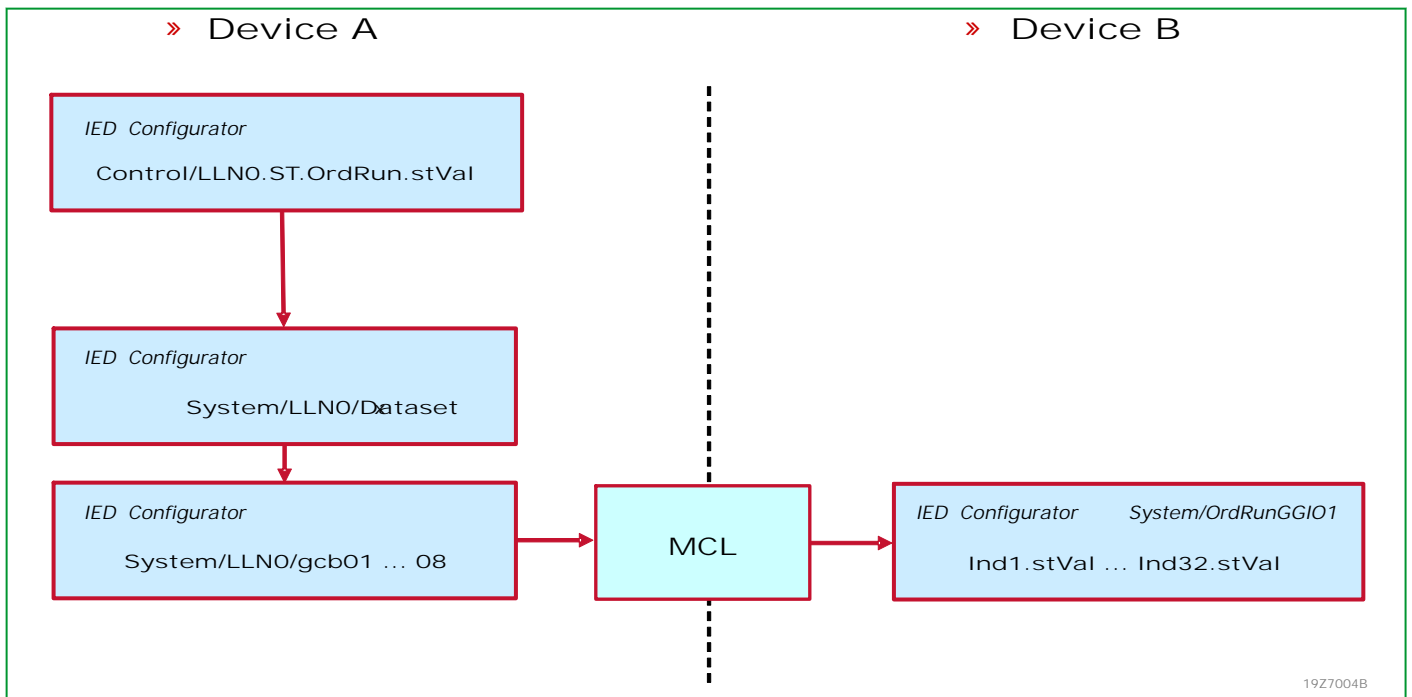 » Device A
» Device B
IED Configurator
Control/LLN0.ST.OrdRun.stVal
IED Configurator
System/LLN0/Dataset
IED Configurator
System/LLN0/gcb01 ... 08
MCL
IED Configurator System/OrdRunGGIO1
Ind1.stVal ... Ind32.stVal
19Z7004B